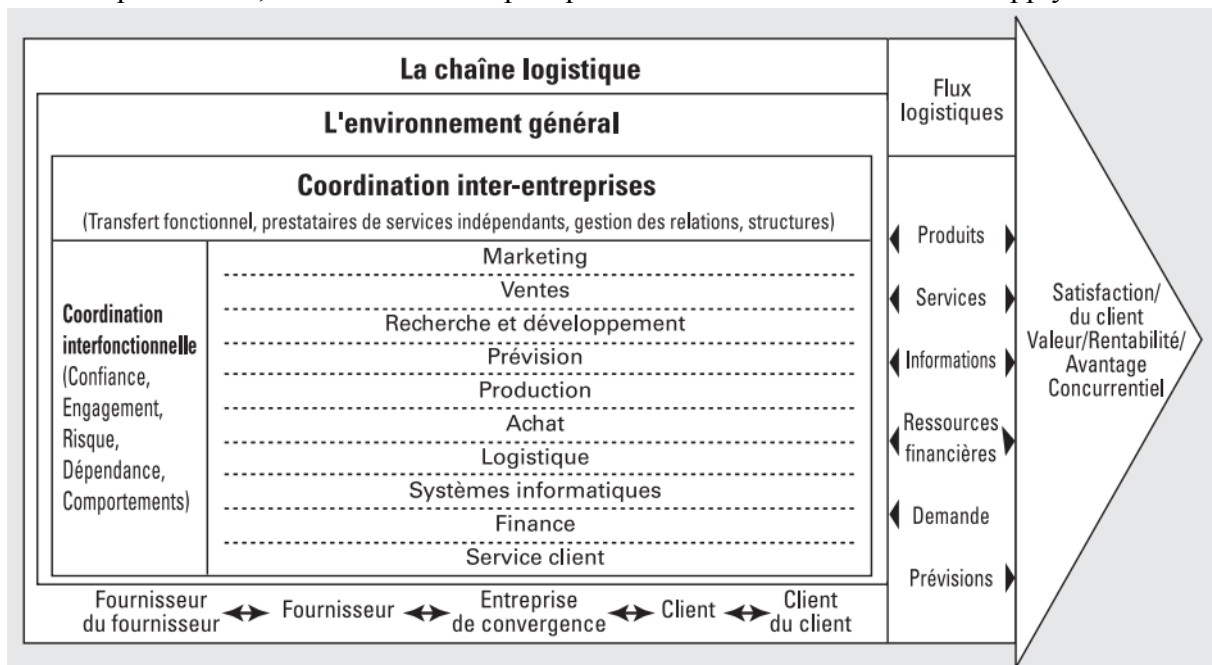 La chaîne logistique
L'environnement général
Coordination inter-entreprises
(Transfert fonctionnel, prestataires de services indépendants, gestion des relations, structures)
Coordination
interfonctionnelle
(Confiance,
Engagement,
Risque,
Dépendance,
Comportements)
Marketing
Ventes
Recherche et développement
Prévision
Production
Achat
Logistique
Systèmes informatiques
Finance
Service client
Fournisseur
du fournisseur
Fournisseur
Entreprise
de convergence
Client
Client
du client
Flux
logistiques
Produits
Services
Informations
Ressources
financières
Demande
Prévisions
Satisfaction/
du client
Valeur/Rentabilité/
Avantage
Concurrentiel